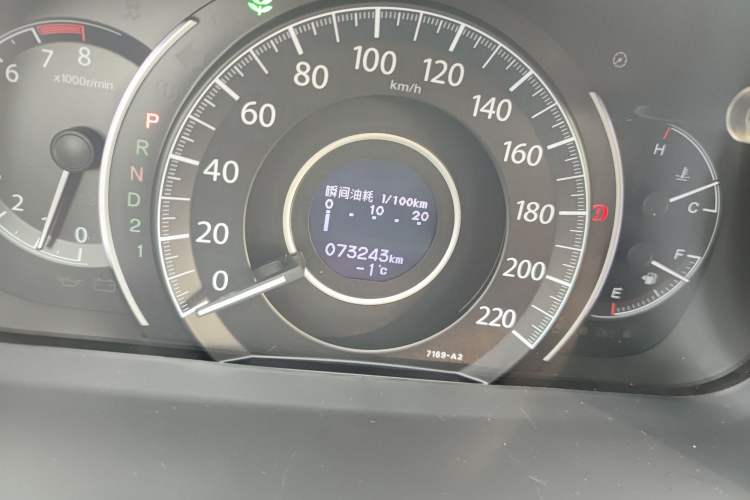 6 7 8
x1000r/min
2 1 0
P
R
N
D
2
1
0 20 40 60 80 100 120 140 160 180 200 220
km/h
瞬间油耗 l/100km
0 - 10 - 20
073243km
-1℃
7169-A2
H
C
F
E